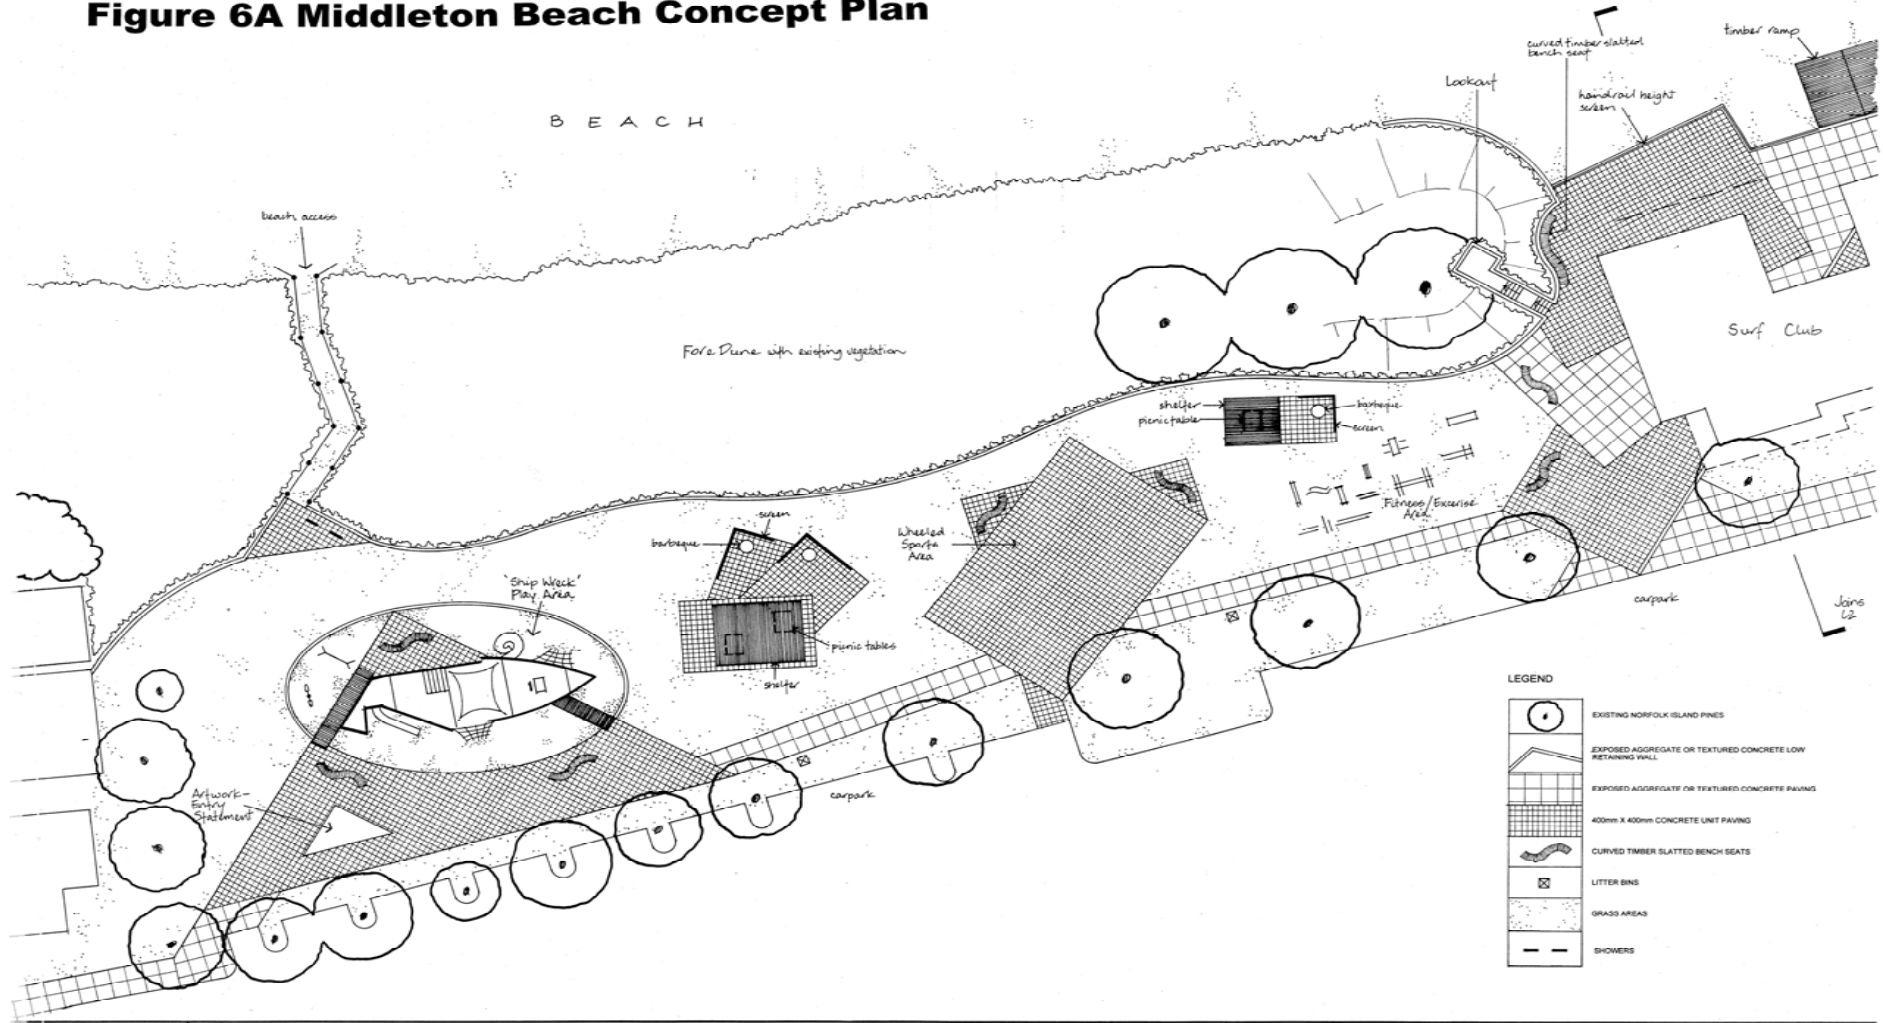 Figure 6A Middleton Beach Concept Plan
timber ramp
curved timber slatted
bench seat
Lookout
handrail height
screen
BEACH
beach access
Surf Club
Fore Dune with existing vegetation
shelter
picnic table
barbeque
screen
Fitness/Excerise
Area
screen
barbeque
Wheeled
Sports
Area
'Ship Wreck'
Play Area
picnic tables
shelter
carpark
Joins
L2
Artwork-
Entry
Statement
carpark
LEGEND
EXISTING NORFOLK ISLAND PINES
EXPOSED AGGREGATE OR TEXTURED CONCRETE LOW
RETAINING WALL
EXPOSED AGGREGATE OR TEXTURED CONCRETE PAVING
400mm X 400mm CONCRETE UNIT PAVING
CURVED TIMBER SLATTED BENCH SEATS
LITTER BINS
GRASS AREAS
SHOWERS